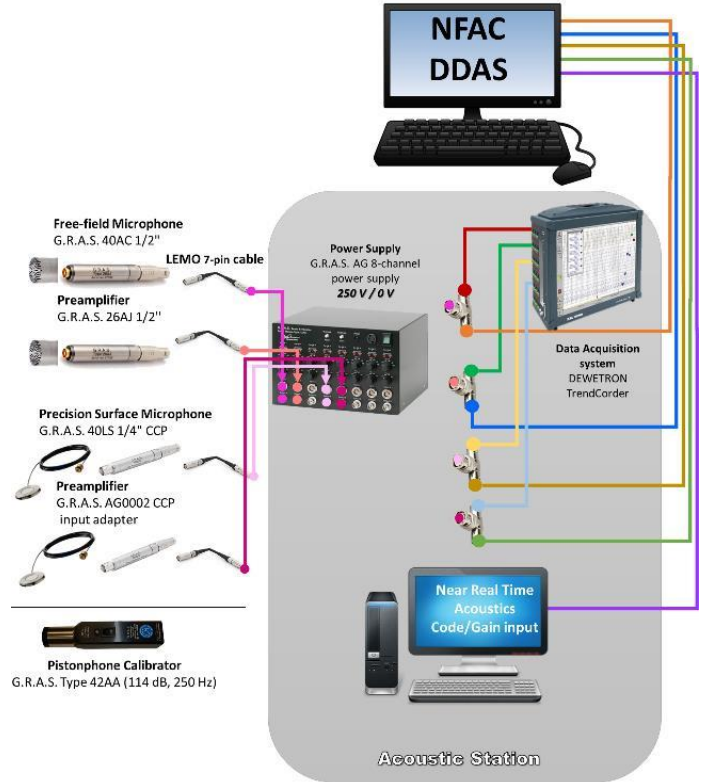 NFAC
DDAS
Free-field Microphone
G.R.A.S. 40AC 1/2"
LEMO 7-pin cable
Preamplifier
G.R.A.S. 26AJ 1/2"
Power Supply
G.R.A.S. AG 8-channel
power supply
250 V / 0 V
Data Acquisition
system
DEWETRON
TrendCorder
Precision Surface Microphone
G.R.A.S. 40LS 1/4" CCP
Preamplifier
G.R.A.S. AG0002 CCP
input adapter
Near Real Time
Acoustics
Code/Gain input
Pistonphone Calibrator
G.R.A.S. Type 42AA (114 dB, 250 Hz)
Acoustic Station